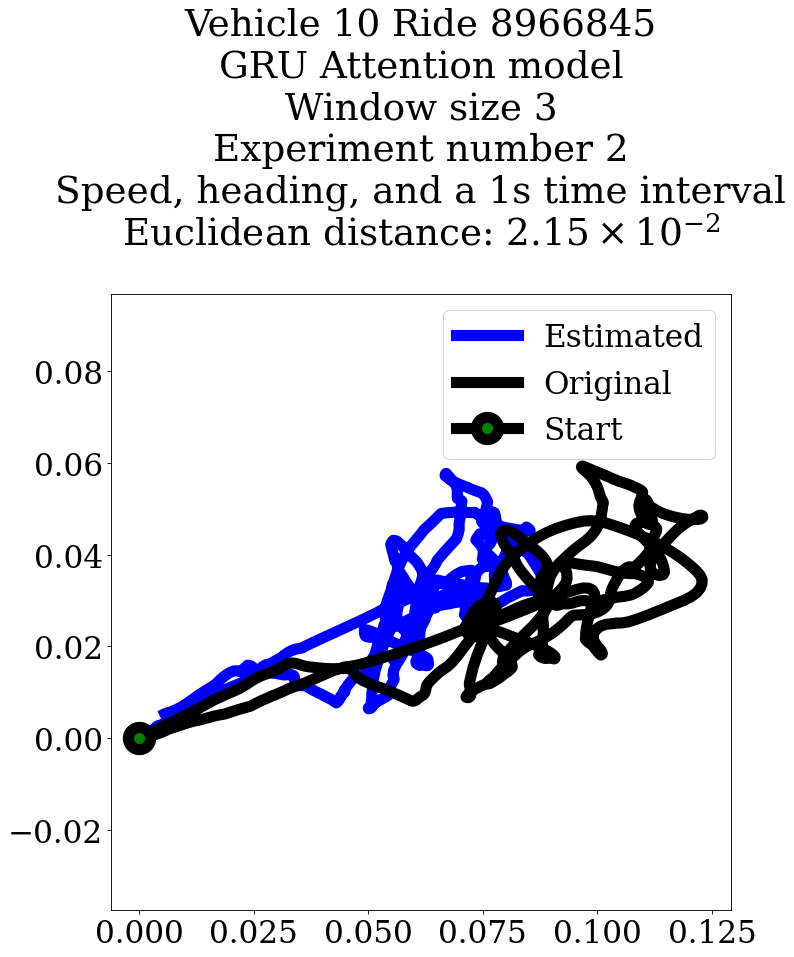 Vehicle 10 Ride 8966845
GRU Attention model
Window size 3
Experiment number 2
Speed, heading, and a 1s time interval
Euclidean distance: 2.15 × 10⁻²
Estimated
Original
Start
0.08
0.06
0.04
0.02
0.00
−0.02
0.000 0.025 0.050 0.075 0.100 0.125